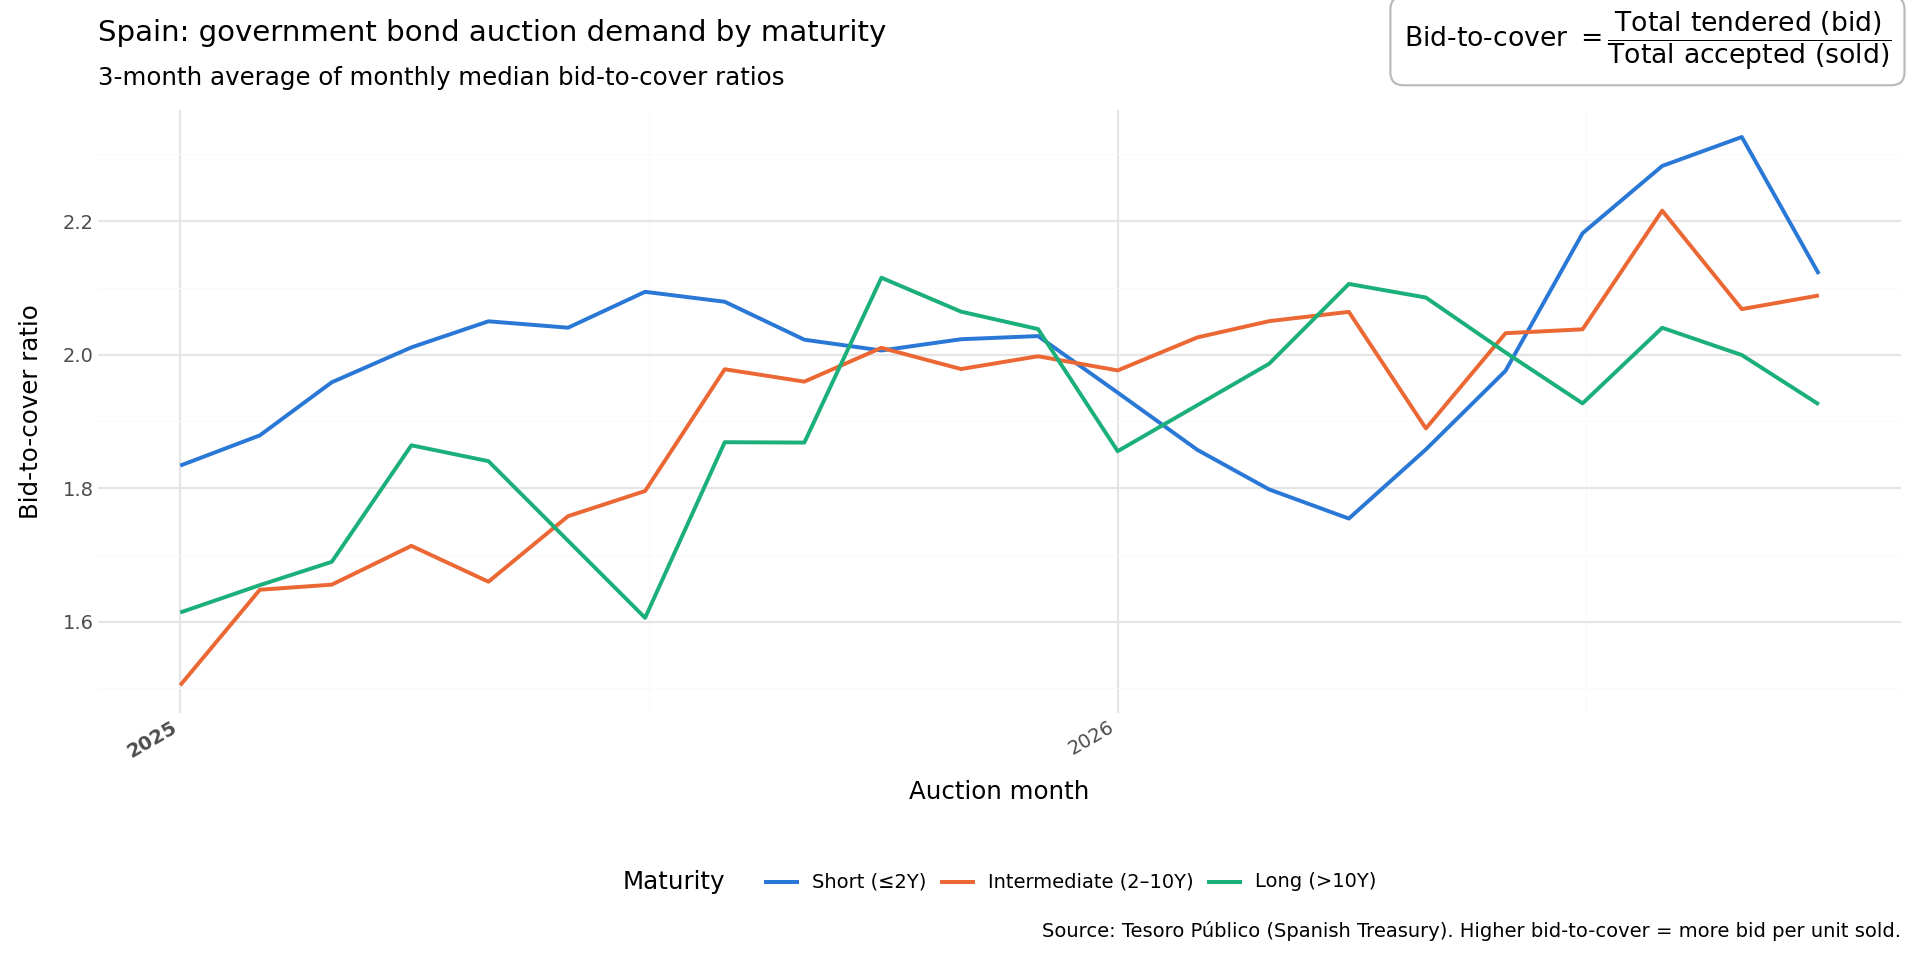 Spain: government bond auction demand by maturity
3-month average of monthly median bid-to-cover ratios
Bid-to-cover = Total tendered (bid)
Total accepted (sold)
Bid-to-cover ratio
2.2
2.0
1.8
1.6
2025
2026
Auction month
Maturity
Short (≤2Y)
Intermediate (2–10Y)
Long (>10Y)
Source: Tesoro Público (Spanish Treasury). Higher bid-to-cover = more bid per unit sold.